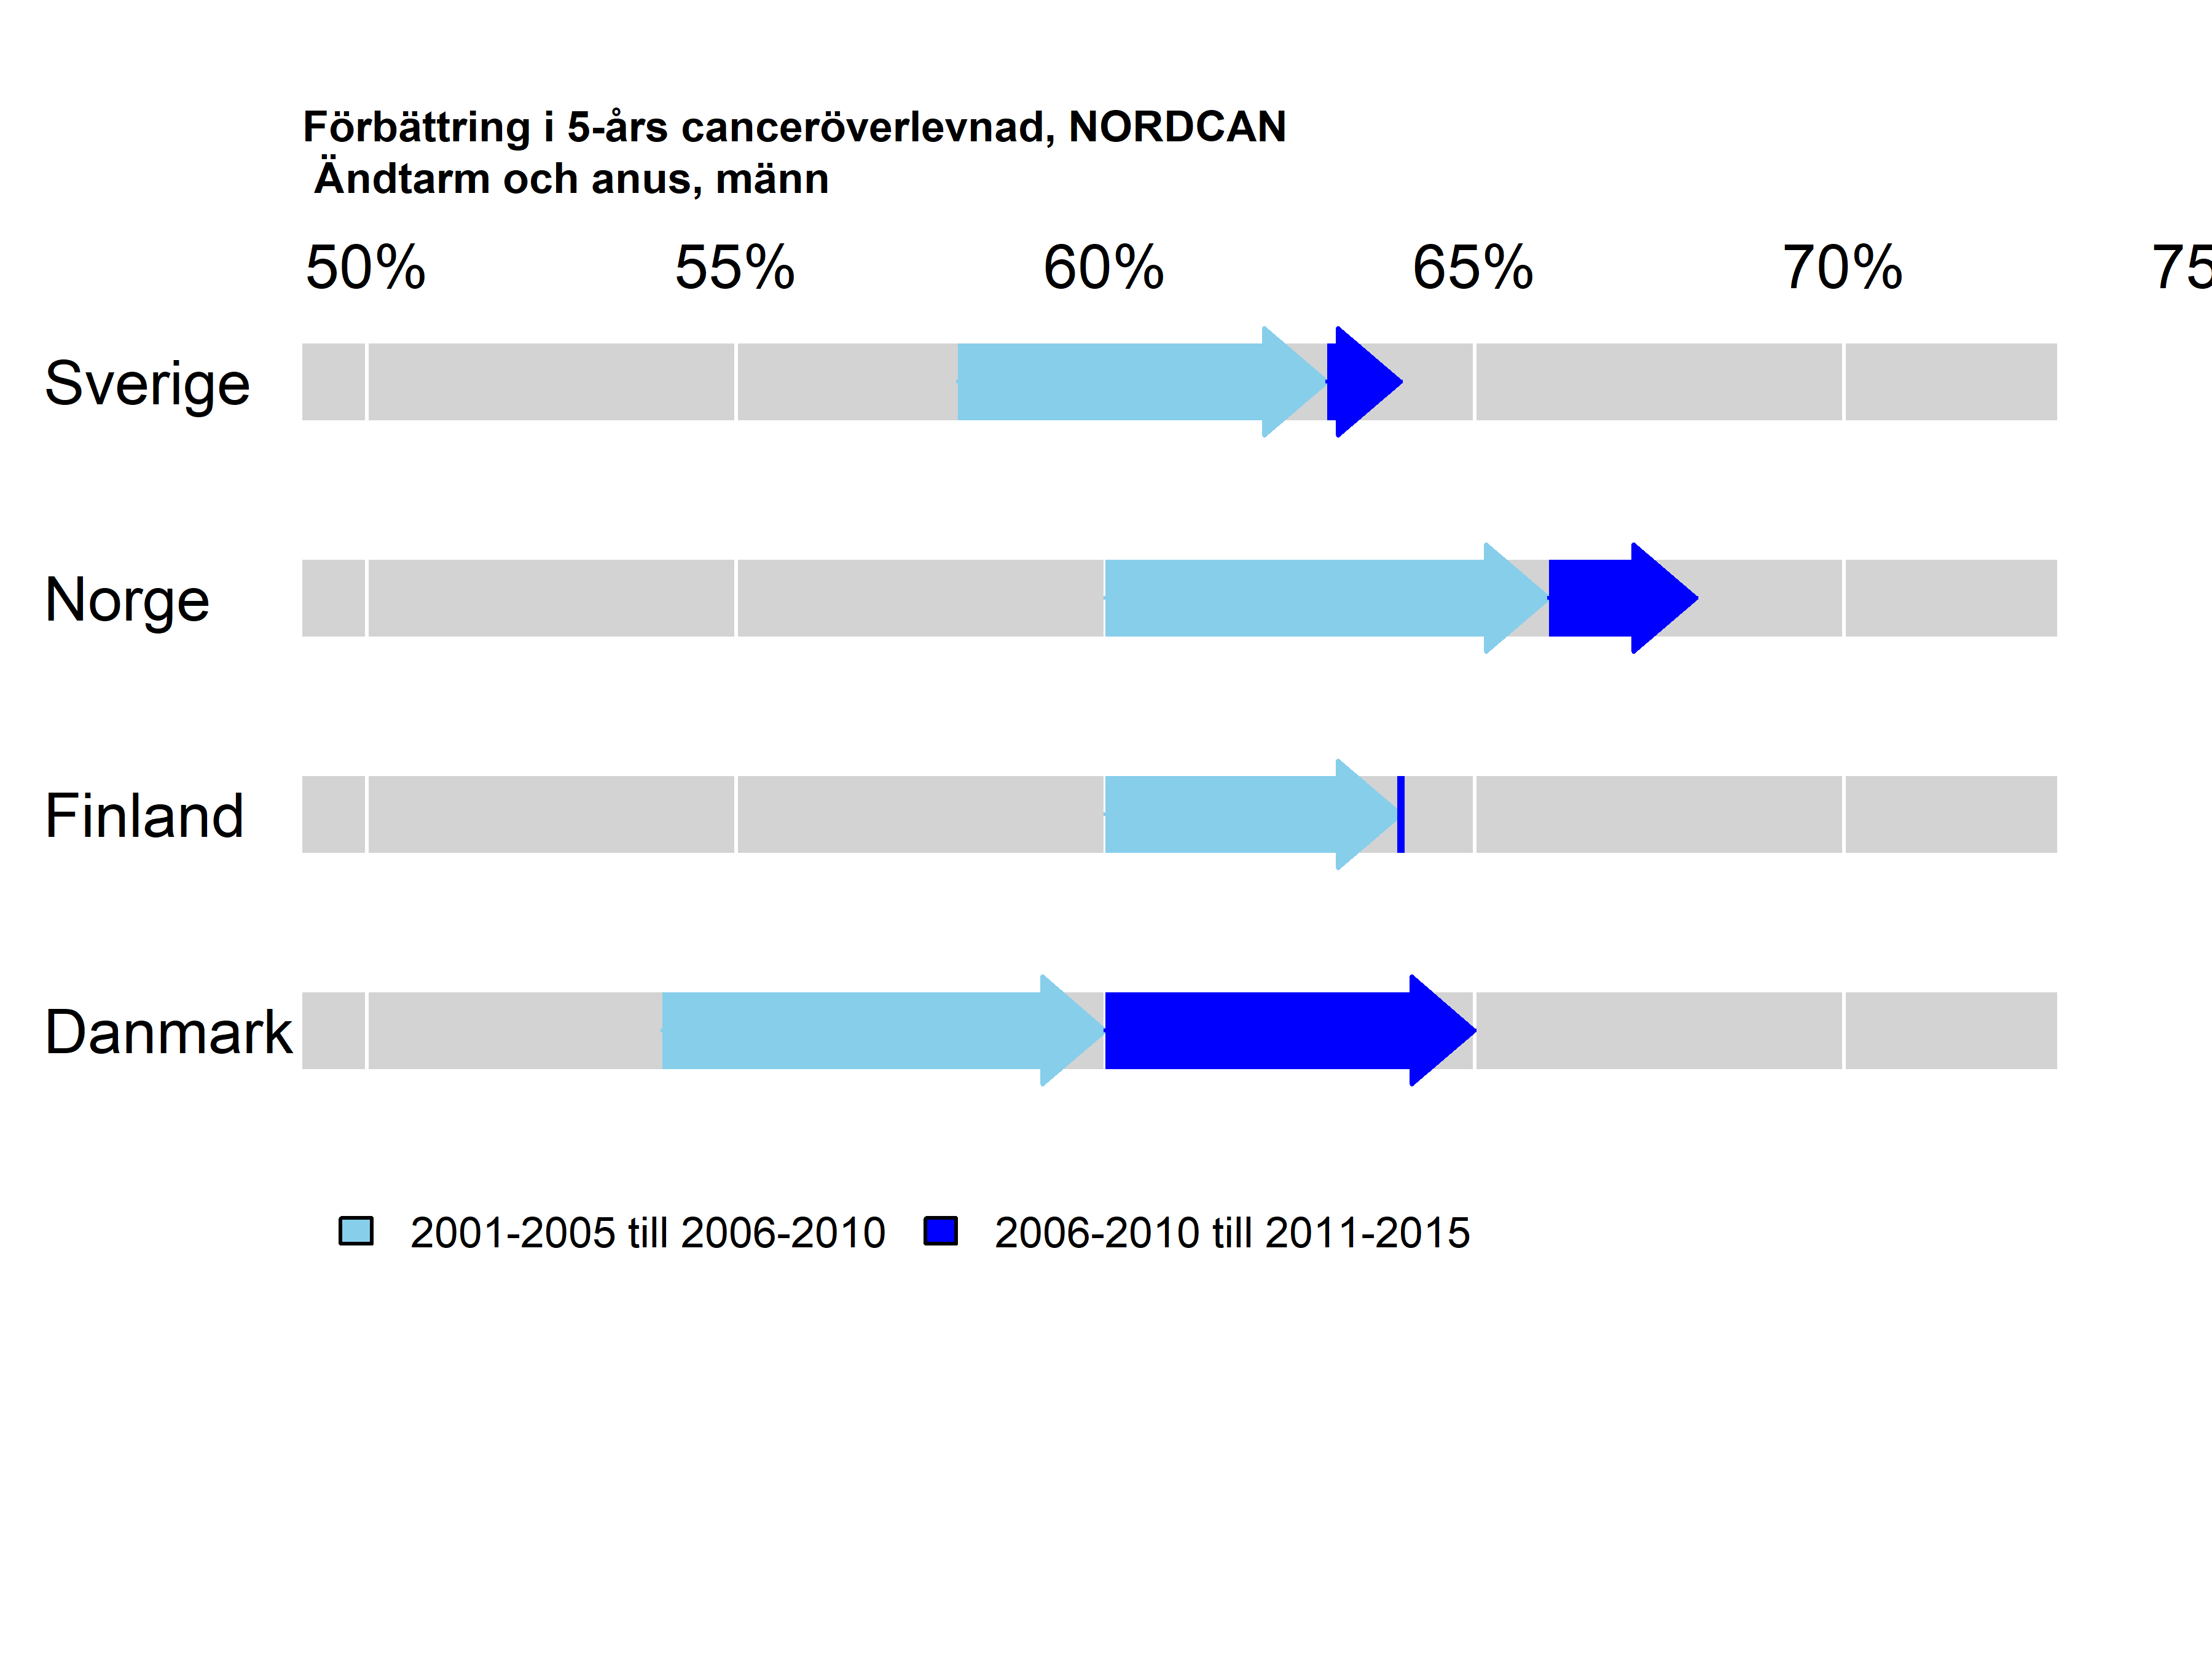 Förbättring i 5-års canceröverlevnad, NORDCAN
Ändtarm och anus, männ
50% 55% 60% 65% 70% 75
Sverige
Norge
Finland
Danmark
2001-2005 till 2006-2010 2006-2010 till 2011-2015